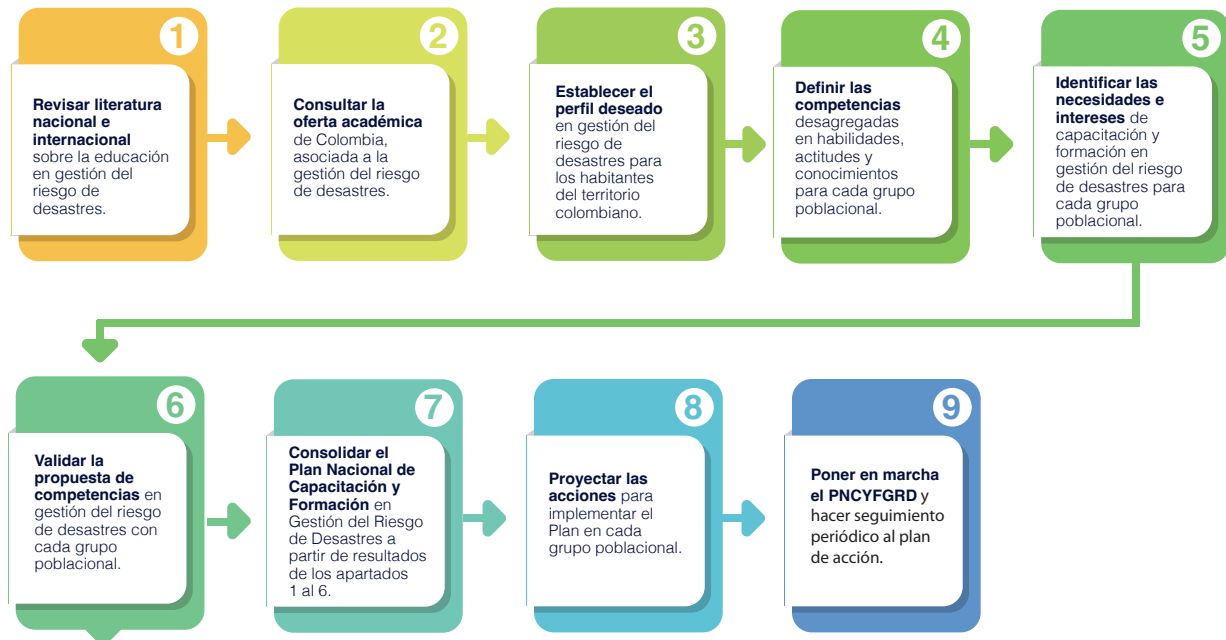 1
Revisar literatura
nacional e
internacional
sobre la educación
en gestión del
riesgo de
desastres.
2
Consultar la
oferta académica
de Colombia,
asociada a la
gestión del riesgo
de desastres.
3
Establecer el
perfil deseado
en gestión del
riesgo de
desastres para
los habitantes
del territorio
colombiano.
4
Definir las
competencias
desagregadas
en habilidades,
actitudes y
conocimientos
para cada grupo
poblacional.
5
Identificar las
necesidades e
intereses de
capacitación y
formación en
gestión del riesgo
de desastres para
cada grupo
poblacional.
6
Validar la
propuesta de
competencias en
gestión del riesgo
de desastres con
cada grupo
poblacional.
7
Consolidar el
Plan Nacional de
Capacitación y
Formación en
Gestión del Riesgo
de Desastres a
partir de resultados
de los apartados
1 al 6.
8
Proyectar las
acciones para
implementar el
Plan en cada
grupo poblacional.
9
Poner en marcha
el PNCYFGRD y
hacer seguimiento
periódico al plan
de acción.